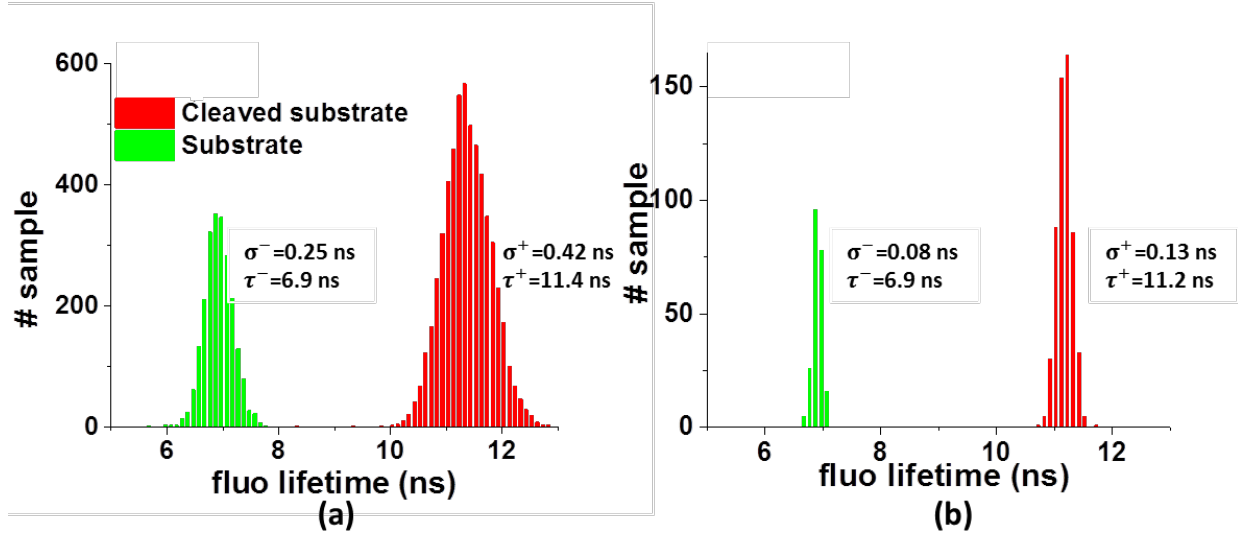 600
400
200
0
# sample
Cleaved substrate
Substrate
σ⁻=0.25 ns
τ⁻=6.9 ns
σ⁺=0.42 ns
τ⁺=11.4 ns
6 8 10 12
fluo lifetime (ns)
(a)
150
100
50
0
# sample
σ⁻=0.08 ns
τ⁻=6.9 ns
σ⁺=0.13 ns
τ⁺=11.2 ns
6 8 10 12
fluo lifetime (ns)
(b)